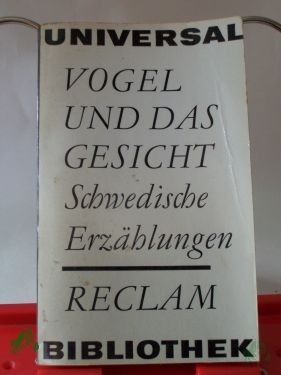 UNIVERSAL
VOGEL
UND DAS
GESICHT
Schwedische
Erzählungen
RECLAM
BIBLIOTHEK